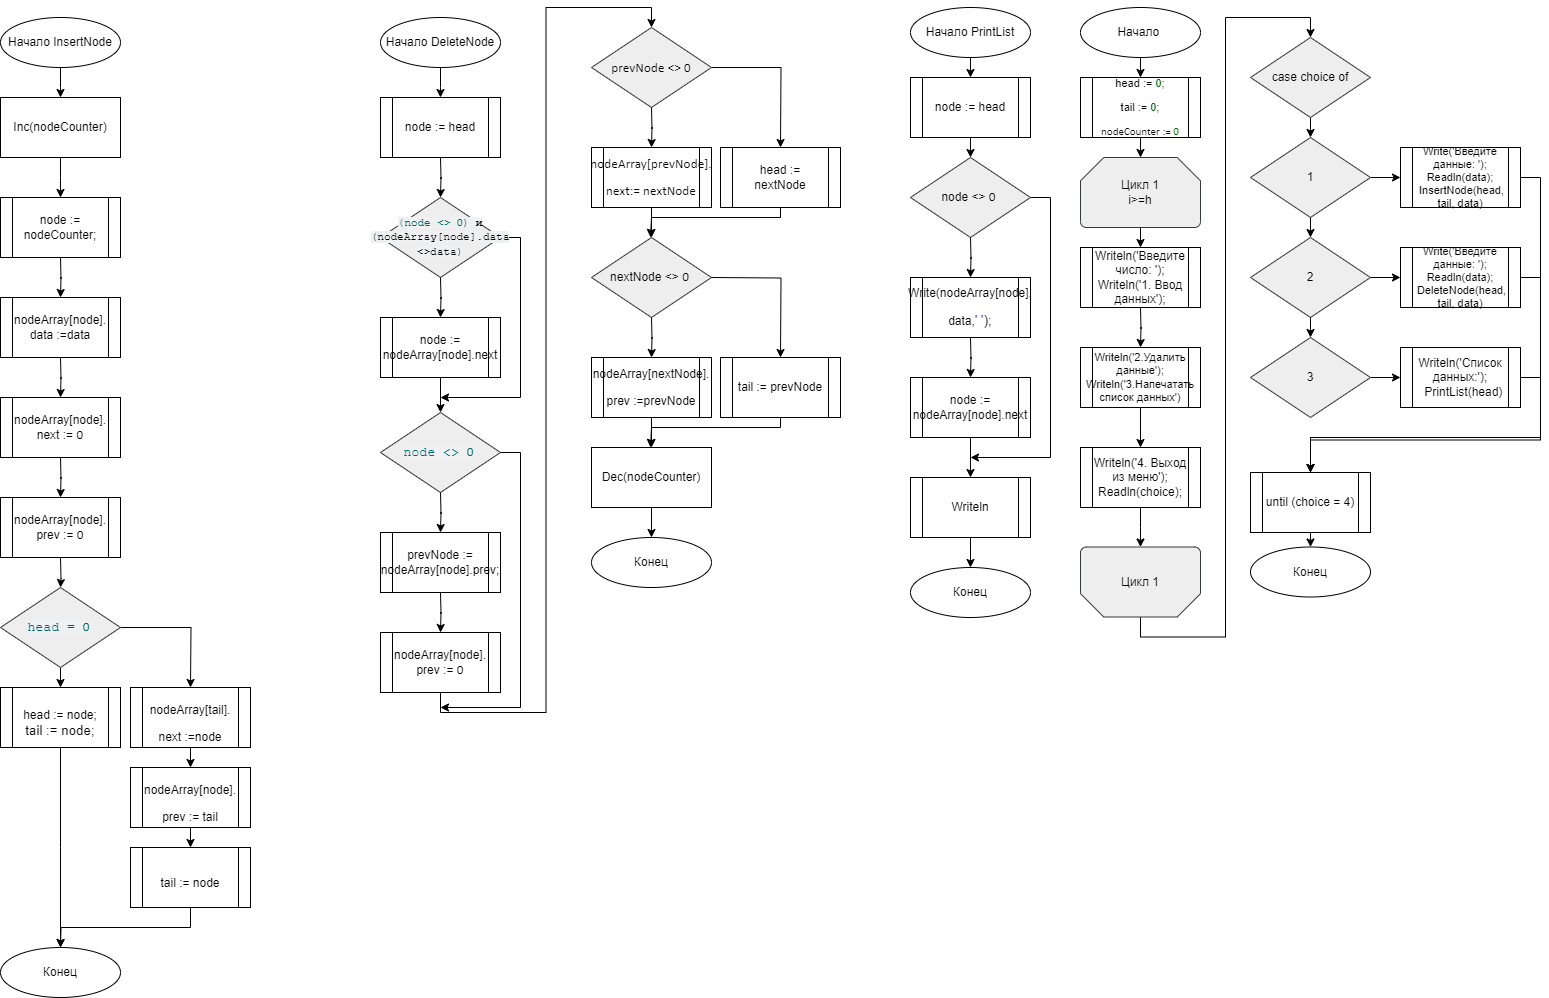 Начало InsertNode
Inc(nodeCounter)
node :=
nodeCounter;
nodeArray[node].
data :=data
nodeArray[node].
next := 0
nodeArray[node].
prev := 0
head = 0
head := node;
tail := node;
nodeArray[tail].
next :=node
nodeArray[node].
prev := tail
tail := node
Конец
Начало DeleteNode
node := head
(node <> 0) и
(nodeArray[node].data
<>data)
node :=
nodeArray[node].next
node <> 0
prevNode :=
nodeArray[node].prev;
nodeArray[node].
prev := 0
prevNode <> 0
nodeArray[prevNode].
next:= nextNode
head :=
nextNode
nextNode <> 0
nodeArray[nextNode].
prev :=prevNode
tail := prevNode
Dec(nodeCounter)
Конец
Начало PrintList
node := head
node <> 0
Write(nodeArray[node].
data,' ');
node :=
nodeArray[node].next
Writeln
Конец
Начало
head := 0;
tail := 0;
nodeCounter := 0
Цикл 1
i>=h
Writeln('Введите
число: ');
Writeln('1. Ввод
данных');
Writeln('2.Удалить
данные');
Writeln('3.Напечатать
список данных')
Writeln('4. Выход
из меню');
Readln(choice);
Цикл 1
case choice of
1
Write('Введите
данные: ');
Readln(data);
InsertNode(head,
tail, data)
2
Write('Введите
данные: ');
Readln(data);
DeleteNode(head,
tail, data)
3
Writeln('Список
данных:');
PrintList(head)
until (choice = 4)
Конец